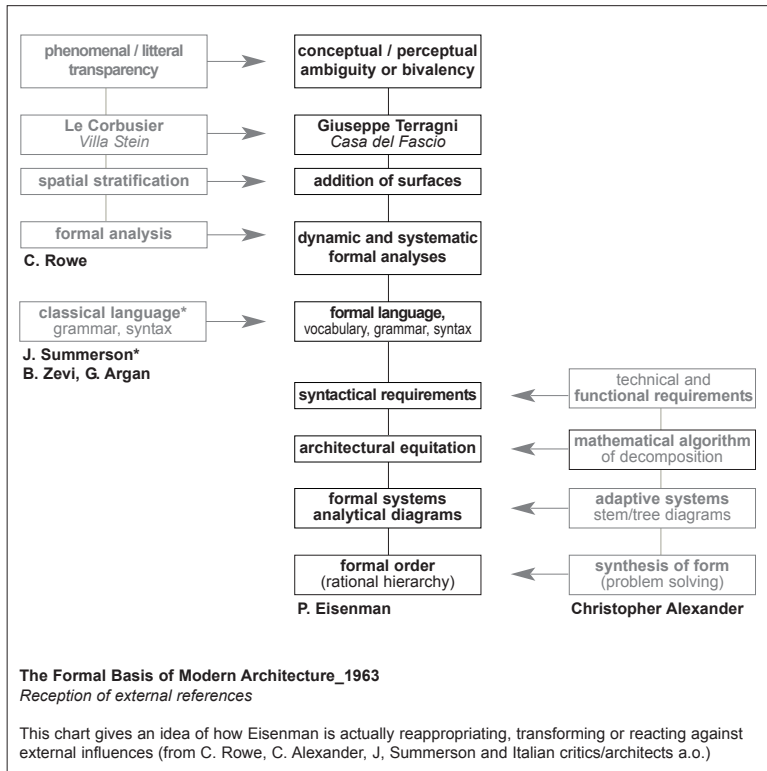 phenomenal / litteral
transparency
conceptual / perceptual
ambiguity or bivalency
Le Corbusier
Villa Stein
Giuseppe Terragni
Casa del Fascio
spatial stratification
addition of surfaces
formal analysis
dynamic and systematic
formal analyses
C. Rowe
classical language*
grammar, syntax
formal language,
vocabulary, grammar, syntax
J. Summerson*
B. Zevi, G. Argan
syntactical requirements
technical and
functional requirements
architectural equitation
mathematical algorithm
of decomposition
formal systems
analytical diagrams
adaptive systems
stem/tree diagrams
formal order
(rational hierarchy)
synthesis of form
(problem solving)
P. Eisenman
Christopher Alexander
The Formal Basis of Modern Architecture_1963
Reception of external references
This chart gives an idea of how Eisenman is actually reappropriating, transforming or reacting against
external influences (from C. Rowe, C. Alexander, J, Summerson and Italian critics/architects a.o.)